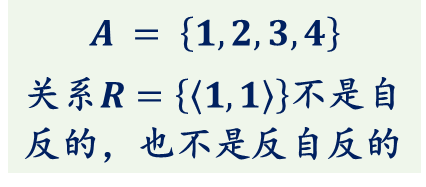 A = {1,2,3,4}
关系R = {⟨1,1⟩}不是自
反的，也不是反自反的